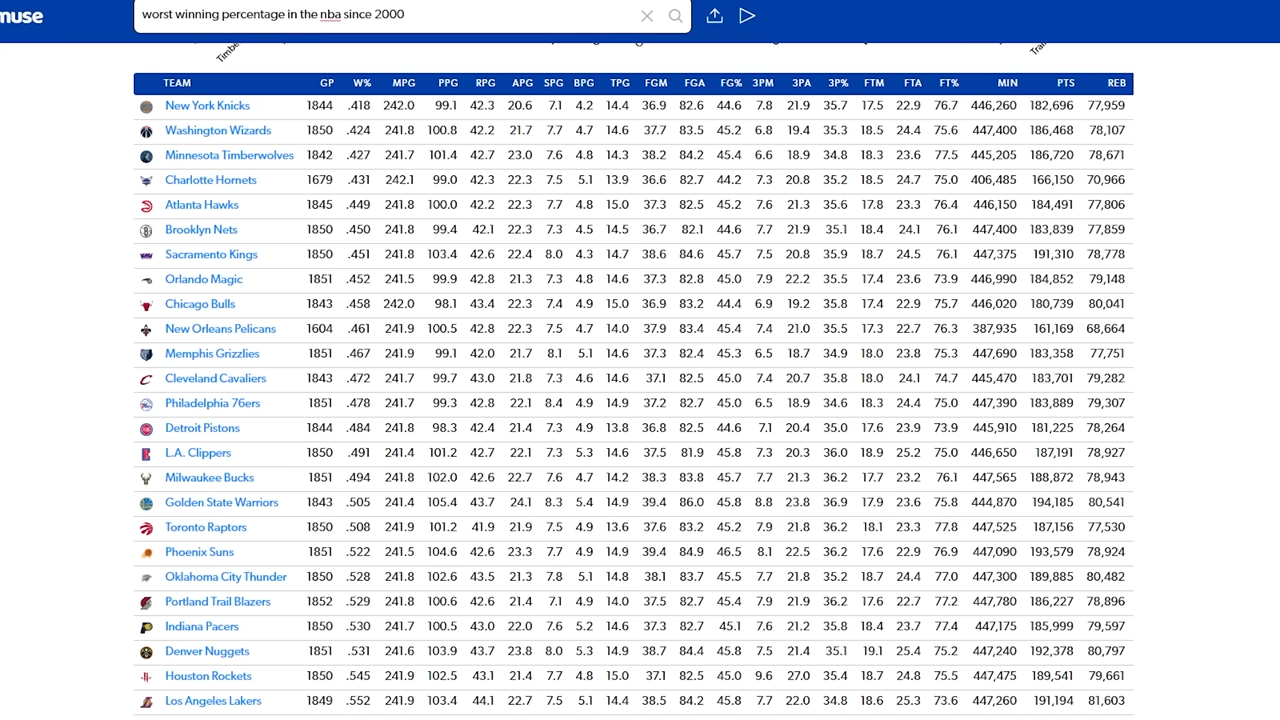 muse
worst winning percentage in the nba since 2000
Timbe
Trai
TEAM GP W% MPG PPG RPG APG SPG BPG TPG FGM FGA FG% 3PM 3PA 3P% FTM FTA FT% MIN PTS REB
New York Knicks 1844 .418 242.0 99.1 42.3 20.6 7.1 4.2 14.4 36.9 82.6 44.6 7.8 21.9 35.7 17.5 22.9 76.7 446,260 182,696 77,959
Washington Wizards 1850 .424 241.8 100.8 42.2 21.7 7.7 4.7 14.6 37.7 83.5 45.2 6.8 19.4 35.3 18.5 24.4 75.6 447,400 186,468 78,107
Minnesota Timberwolves 1842 .427 241.7 101.4 42.7 23.0 7.6 4.8 14.3 38.2 84.2 45.4 6.6 18.9 34.8 18.3 23.6 77.5 445,205 186,720 78,671
Charlotte Hornets 1679 .431 242.1 99.0 42.3 22.3 7.5 5.1 13.9 36.6 82.7 44.2 7.3 20.8 35.2 18.5 24.7 75.0 406,485 166,150 70,966
Atlanta Hawks 1845 .449 241.8 100.0 42.2 22.3 7.7 4.8 15.0 37.3 82.5 45.2 7.6 21.3 35.6 17.8 23.3 76.4 446,150 184,491 77,806
Brooklyn Nets 1850 .450 241.8 99.4 42.1 22.3 7.3 4.5 14.5 36.7 82.1 44.6 7.7 21.9 35.1 18.4 24.1 76.1 447,400 183,839 77,859
Sacramento Kings 1850 .451 241.8 103.4 42.6 22.4 8.0 4.3 14.7 38.6 84.6 45.7 7.5 20.8 35.9 18.7 24.5 76.1 447,375 191,310 78,778
Orlando Magic 1851 .452 241.5 99.9 42.8 21.3 7.3 4.8 14.6 37.3 82.8 45.0 7.9 22.2 35.5 17.4 23.6 73.9 446,990 184,852 79,148
Chicago Bulls 1843 .458 242.0 98.1 43.4 22.3 7.4 4.9 15.0 36.9 83.2 44.4 6.9 19.2 35.8 17.4 22.9 75.7 446,020 180,739 80,041
New Orleans Pelicans 1604 .461 241.9 100.5 42.8 22.3 7.5 4.7 14.0 37.9 83.4 45.4 7.4 21.0 35.3 17.3 22.7 76.3 387,935 161,169 68,664
Memphis Grizzlies 1851 .467 241.9 99.1 42.0 21.7 8.1 5.1 14.6 37.3 82.4 45.3 6.5 18.7 34.9 18.0 23.8 75.3 447,690 183,358 77,751
Cleveland Cavaliers 1843 .472 241.7 99.7 43.0 21.8 7.3 4.6 14.6 37.1 82.5 45.0 7.4 20.7 35.8 18.0 24.1 74.7 445,470 183,701 79,282
Philadelphia 76ers 1851 .478 241.7 99.3 42.8 22.1 8.4 4.9 14.9 37.2 82.7 45.0 6.5 18.9 34.6 18.3 24.4 75.0 447,390 183,889 79,307
Detroit Pistons 1844 .484 241.8 98.3 42.4 21.4 7.3 4.9 13.8 36.8 82.5 44.6 7.1 20.4 35.0 17.6 23.9 73.9 445,910 181,225 78,264
L.A. Clippers 1850 .491 241.4 101.2 42.7 22.1 7.3 5.3 14.6 37.5 81.9 45.8 7.3 20.3 36.0 18.9 25.2 75.0 446,650 187,191 78,927
Milwaukee Bucks 1851 .494 241.8 102.0 42.6 22.7 7.6 4.7 14.2 38.3 83.8 45.7 7.7 21.3 36.2 17.7 23.2 76.1 447,565 188,872 78,943
Golden State Warriors 1843 .505 241.4 105.4 43.7 24.1 8.3 5.4 14.9 39.4 86.0 45.8 8.8 23.8 36.9 17.9 23.6 75.8 444,870 194,185 80,541
Toronto Raptors 1850 .508 241.9 101.2 41.9 21.9 7.5 4.9 13.6 37.6 83.2 45.2 7.9 21.8 36.2 18.1 23.3 77.8 447,525 187,156 77,530
Phoenix Suns 1851 .522 241.5 104.6 42.6 23.3 7.7 4.9 14.9 39.4 84.9 46.5 8.1 22.5 36.2 17.6 22.9 76.9 447,090 193,579 78,924
Oklahoma City Thunder 1850 .528 241.8 102.6 43.5 21.3 7.8 5.1 14.8 38.1 83.7 45.5 7.7 21.8 35.2 18.7 24.4 77.0 447,300 189,885 80,482
Portland Trail Blazers 1852 .529 241.8 100.6 42.6 21.4 7.1 4.9 14.0 37.5 82.7 45.4 7.9 21.9 36.3 17.6 22.7 77.2 447,780 186,227 78,896
Indiana Pacers 1850 .530 241.7 100.5 43.0 22.0 7.6 5.2 14.6 37.3 82.7 45.1 7.6 21.2 35.8 18.4 23.7 77.4 447,175 185,999 79,597
Denver Nuggets 1851 .531 241.6 103.9 43.7 23.8 8.0 5.3 14.9 38.7 84.4 45.8 7.5 21.4 35.1 19.1 25.4 75.2 447,240 192,378 80,797
Houston Rockets 1850 .545 241.9 102.5 43.1 21.4 7.7 4.8 15.0 37.1 82.5 45.0 9.6 27.0 35.4 18.7 24.8 75.5 447,475 189,541 79,661
Los Angeles Lakers 1849 .552 241.9 103.4 44.1 22.7 7.5 5.1 14.4 38.5 84.2 45.8 7.7 22.0 34.8 18.6 25.3 73.6 447,260 191,194 81,603